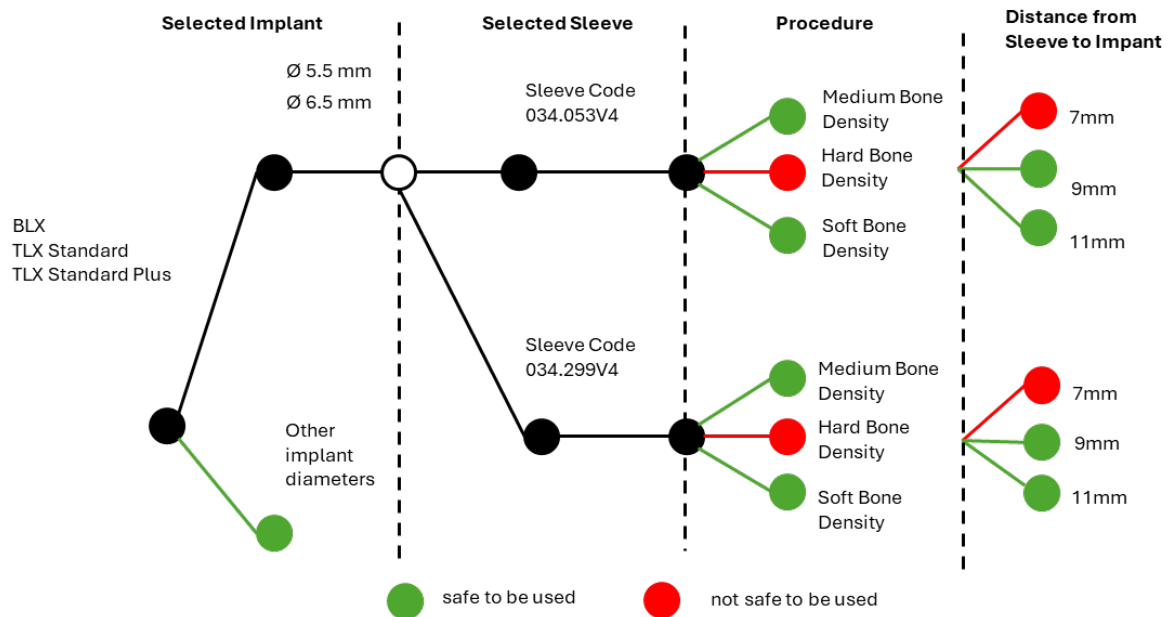 Selected Implant
Selected Sleeve
Procedure
Distance from
Sleeve to Impant
Ø 5.5 mm
Ø 6.5 mm
Sleeve Code
034.053V4
Medium Bone
Density
Hard Bone
Density
Soft Bone
Density
7mm
9mm
11mm
BLX
TLX Standard
TLX Standard Plus
Other
implant
diameters
Sleeve Code
034.299V4
Medium Bone
Density
Hard Bone
Density
Soft Bone
Density
7mm
9mm
11mm
safe to be used
not safe to be used